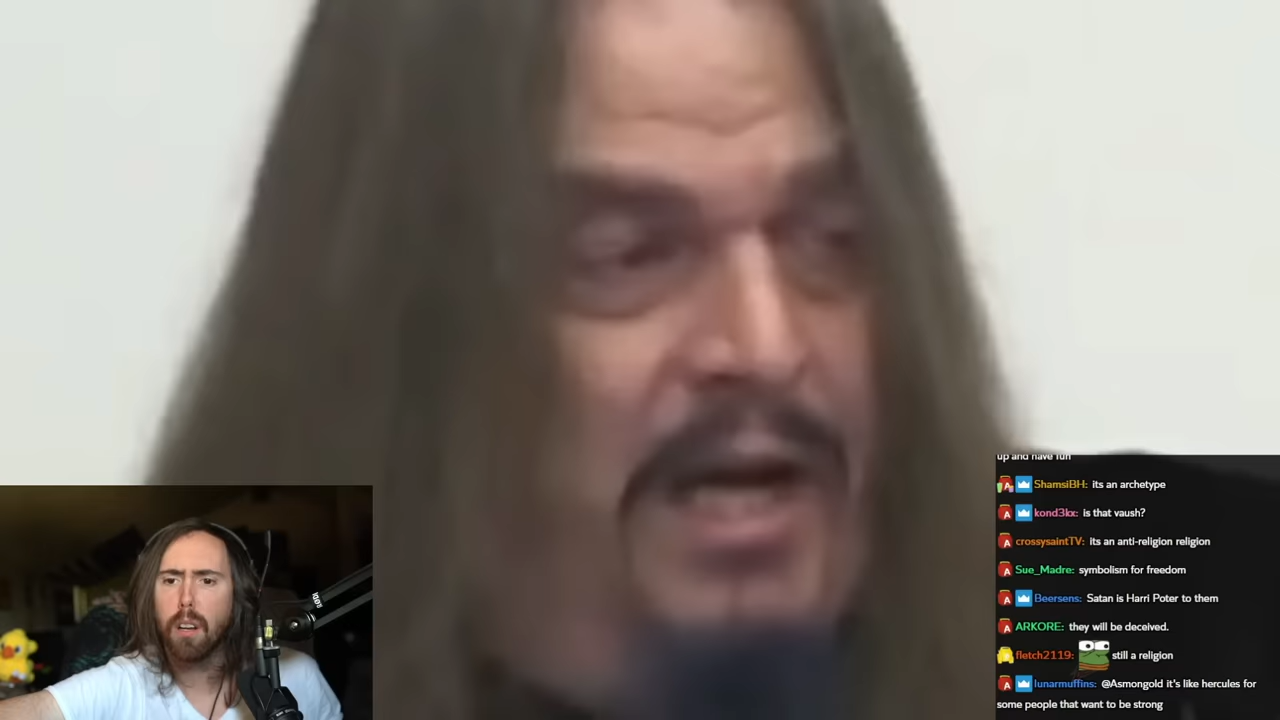 up and have fun
ShamsiBH: its an archetype
kond3kx: is that vaush?
crossysaintTV: its an anti-religion religion
Sue_Madre: symbolism for freedom
Beersens: Satan is Harri Poter to them
ARKORE: they will be deceived.
fletch2119: still a religion
lunarmuffins: @Asmongold it's like hercules for
some people that want to be strong